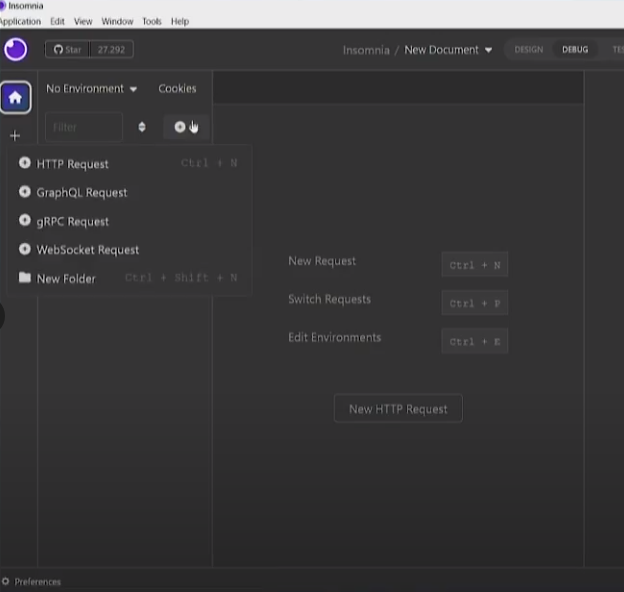 Insomnia
Application Edit View Window Tools Help
Star 27.292
Insomnia / New Document
DESIGN DEBUG
No Environment Cookies
Filter
HTTP Request Ctrl + N
GraphQL Request
gRPC Request
WebSocket Request
New Folder Ctrl + Shift + N
New Request Ctrl + N
Switch Requests Ctrl + P
Edit Environments Ctrl + E
New HTTP Request
Preferences